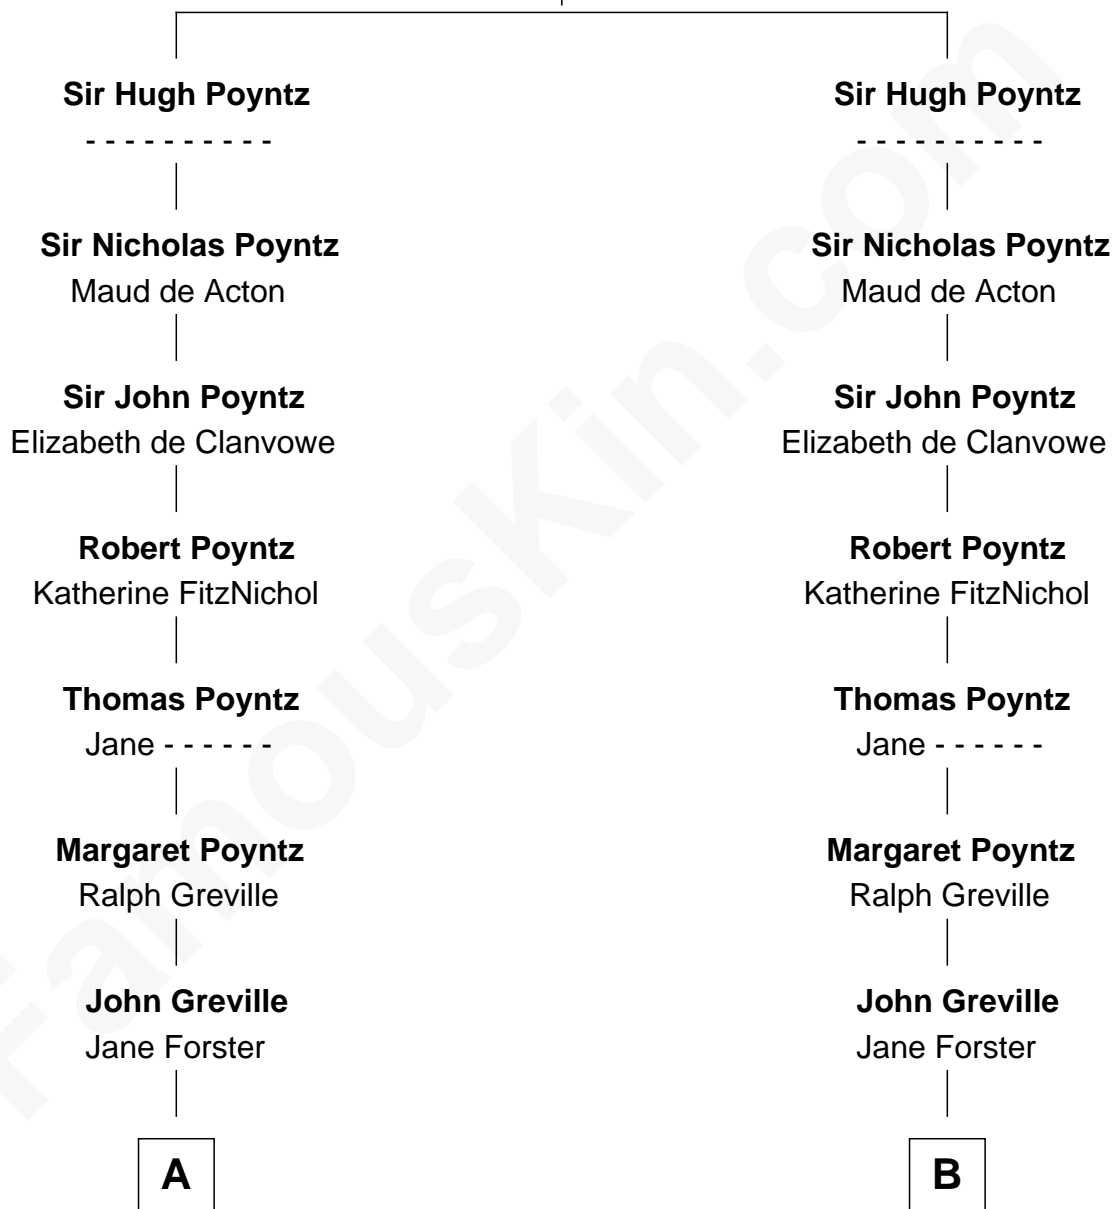 Sir Hugh Poyntz
- - - - - - - - - -
Sir Nicholas Poyntz
Maud de Acton
Sir John Poyntz
Elizabeth de Clanvowe
Robert Poyntz
Katherine FitzNichol
Thomas Poyntz
Jane - - - - - -
Margaret Poyntz
Ralph Greville
John Greville
Jane Forster
A
Sir Hugh Poyntz
- - - - - - - - - -
Sir Nicholas Poyntz
Maud de Acton
Sir John Poyntz
Elizabeth de Clanvowe
Robert Poyntz
Katherine FitzNichol
Thomas Poyntz
Jane - - - - - -
Margaret Poyntz
Ralph Greville
John Greville
Jane Forster
B
FamousKin.com